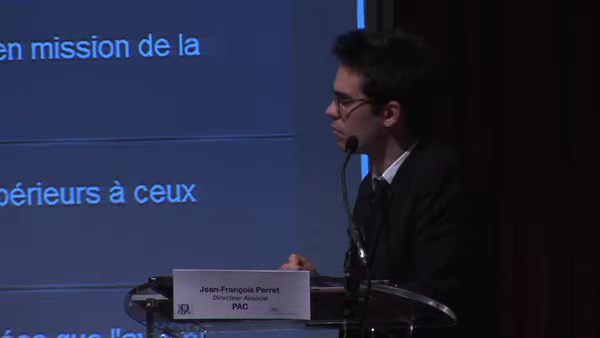 en mission de la
périeurs à ceux
Jean-François Perret
Directeur Associé
PAC